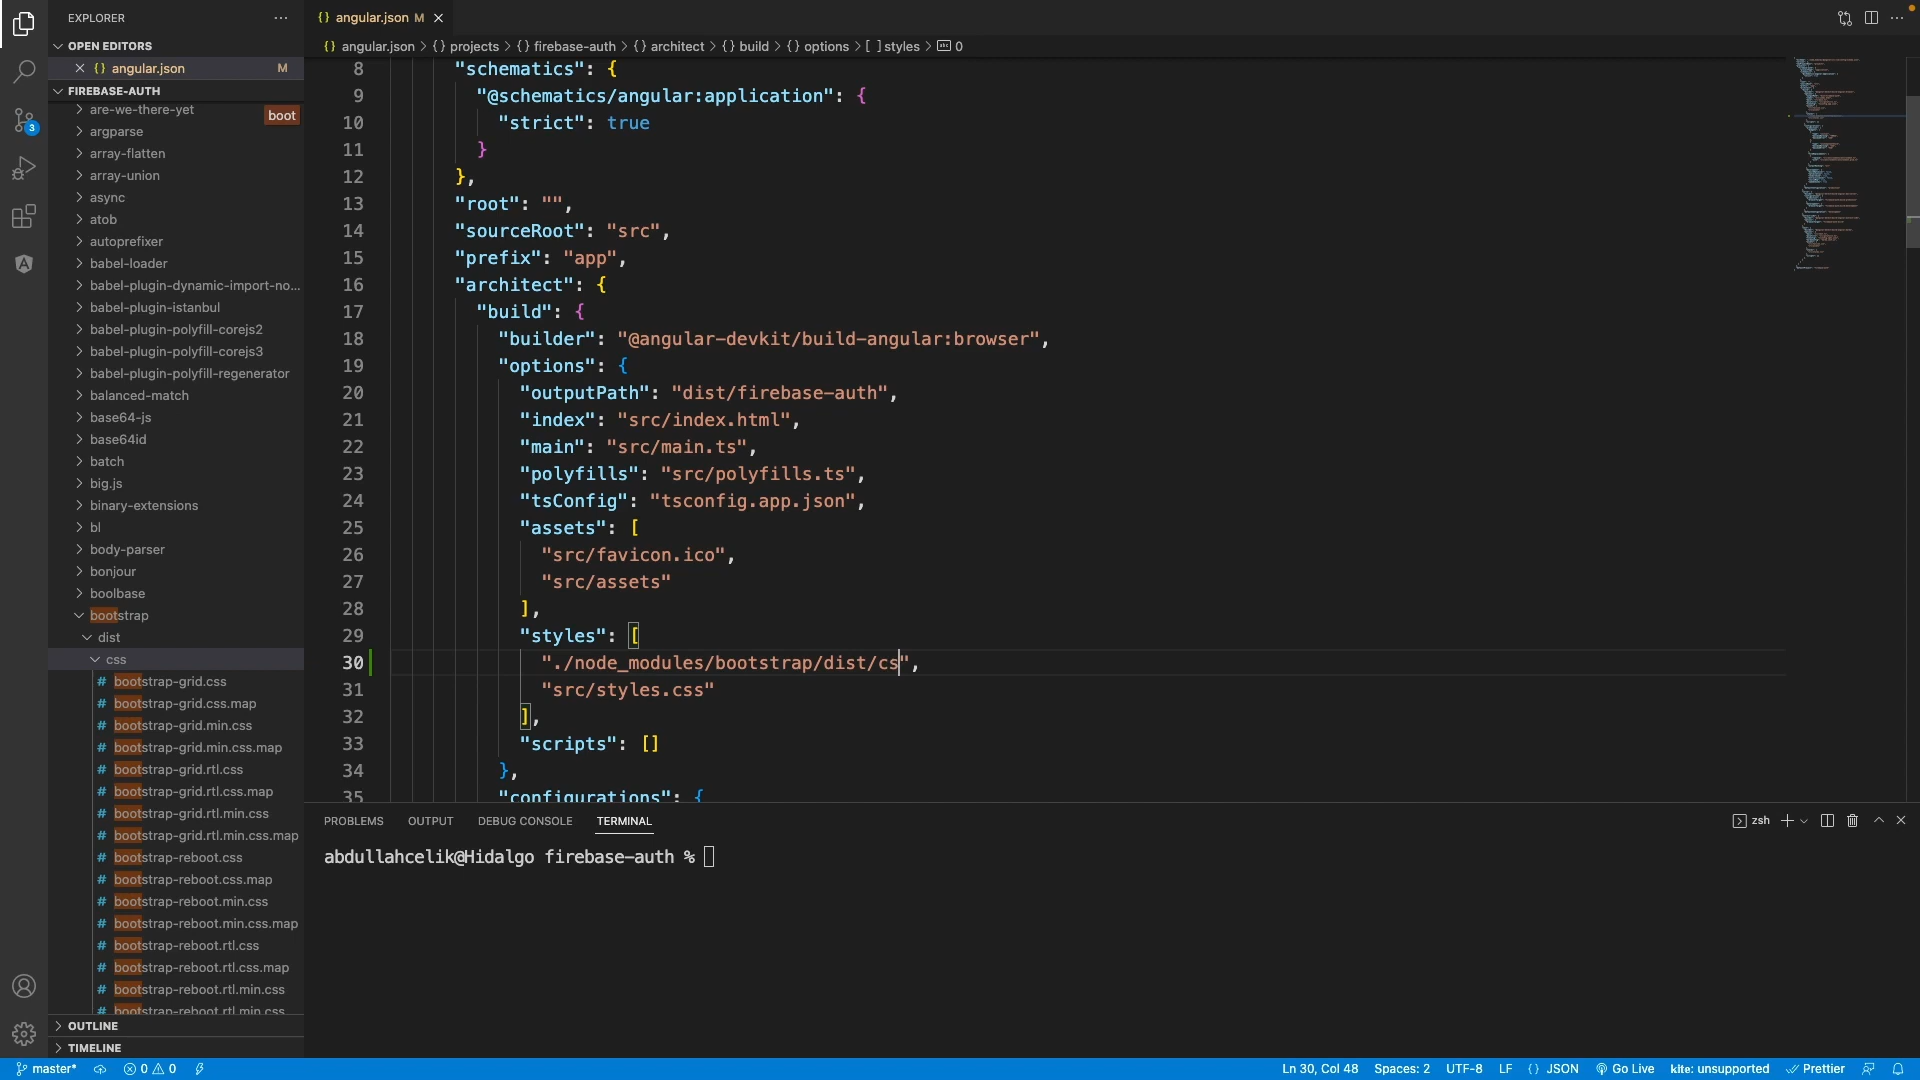 EXPLORER
OPEN EDITORS
{} angular.json M
FIREBASE-AUTH
boot
are-we-there-yet
argparse
array-flatten
array-union
async
atob
autoprefixer
babel-loader
babel-plugin-dynamic-import-no...
babel-plugin-istanbul
babel-plugin-polyfill-corejs2
babel-plugin-polyfill-corejs3
babel-plugin-polyfill-regenerator
balanced-match
base64-js
base64id
batch
big.js
binary-extensions
bl
body-parser
bonjour
boolbase
bootstrap
dist
css
# bootstrap-grid.css
# bootstrap-grid.css.map
# bootstrap-grid.min.css
# bootstrap-grid.min.css.map
# bootstrap-grid.rtl.css
# bootstrap-grid.rtl.css.map
# bootstrap-grid.rtl.min.css
# bootstrap-grid.rtl.min.css.map
# bootstrap-reboot.css
# bootstrap-reboot.css.map
# bootstrap-reboot.min.css
# bootstrap-reboot.min.css.map
# bootstrap-reboot.rtl.css
# bootstrap-reboot.rtl.css.map
# bootstrap-reboot.rtl.min.css
# bootstrap-reboot.rtl.min.css
OUTLINE
TIMELINE
3
{} angular.json M
{} angular.json > {} projects > {} firebase-auth > {} architect > {} build > {} options > [ ] styles > abc 0
8 "schematics": {
9 "@schematics/angular:application": {
10 "strict": true
11 }
12 },
13 "root": "",
14 "sourceRoot": "src",
15 "prefix": "app",
16 "architect": {
17 "build": {
18 "builder": "@angular-devkit/build-angular:browser",
19 "options": {
20 "outputPath": "dist/firebase-auth",
21 "index": "src/index.html",
22 "main": "src/main.ts",
23 "polyfills": "src/polyfills.ts",
24 "tsConfig": "tsconfig.app.json",
25 "assets": [
26 "src/favicon.ico",
27 "src/assets"
28 ],
29 "styles": [
30 "./node_modules/bootstrap/dist/cs",
31 "src/styles.css"
32 ],
33 "scripts": []
34 },
35 "configurations": {
PROBLEMS OUTPUT DEBUG CONSOLE TERMINAL
zsh
abdullahcelik@Hidalgo firebase-auth %
master* 0 0
Ln 30, Col 48 Spaces: 2 UTF-8 LF {} JSON Go Live kite: unsupported Prettier